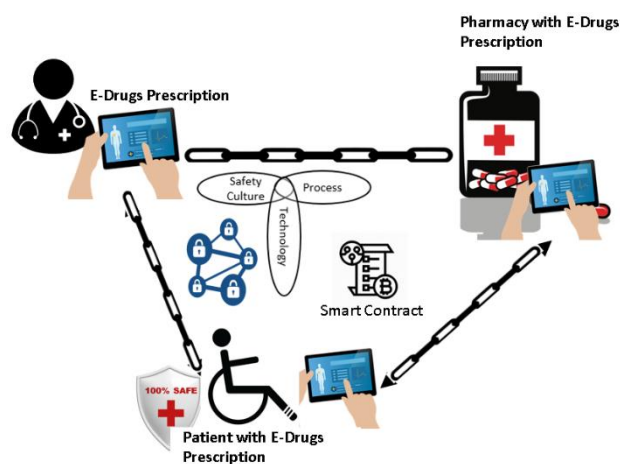 Pharmacy with E-Drugs
Prescription
E-Drugs Prescription
Safety
Culture
Process
Technology
Smart Contract
100% SAFE
Patient with E-Drugs
Prescription